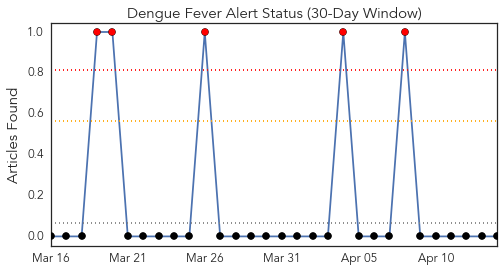 Dengue Fever Alert Status (30-Day Window)
Articles Found
1.0
0.8
0.6
0.4
0.2
0.0
Mar 16 Mar 21 Mar 26 Mar 31 Apr 05 Apr 10